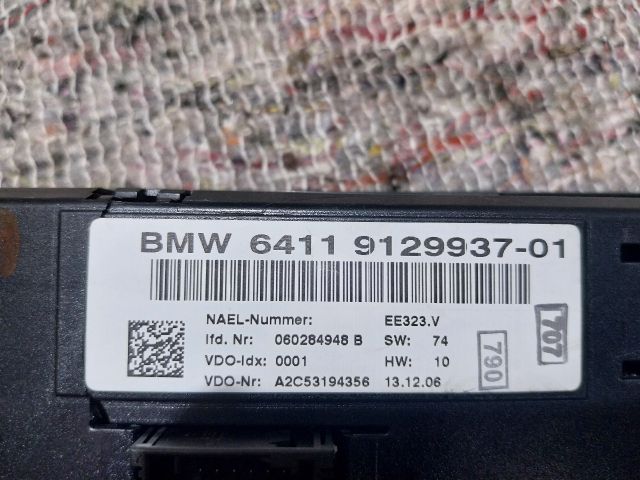 BMW 6411 9129937-01
NAEL-Nummer: EE323.V
lfd. Nr: 060284948 B SW: 74
VDO-Idx: 0001 HW: 10
VDO-Nr: A2C53194356 13.12.06
790
707